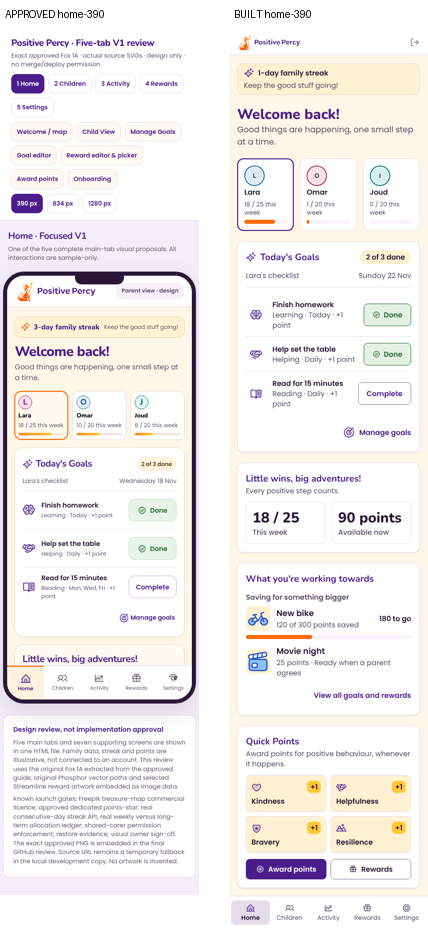 APPROVED home-390
Positive Percy · Five-tab V1 review
Exact approved Fox 1A · actual source SVGs · design only ·
no merge/deploy permission
1 Home
2 Children
3 Activity
4 Rewards
5 Settings
Welcome / map
Child View
Manage Goals
Goal editor
Reward editor & picker
Award points
Onboarding
390 px
834 px
1280 px
Home · Focused V1
One of the five complete main-tab visual proposals. All
interactions are sample-only.
Positive Percy
Parent view · design
3-day family streak Keep the good stuff going!
Welcome back!
Good things are happening, one small step at
a time.
L
Lara
18 / 25 this week
O
Omar
10 / 20 this week
J
Joud
8 / 20 this week
Today's Goals
2 of 3 done
Lara's checklist
Wednesday 18 Nov
Finish homework
Learning · Today · +1 point
Done
Help set the table
Helping · Daily · +1 point
Done
Read for 15 minutes
Reading · Mon, Wed, Fri · +1
point
Complete
Manage goals
Little wins, big adventures!
Home
Children
Activity
Rewards
Settings
Design review, not implementation approval
Five main tabs and seven supporting screens are shown
in one HTML file. Family data, streak and points are
illustrative, not connected to an account. This review
uses the original Fox 1A extracted from the approved
guide, original Phosphor vector paths and selected
Streamline reward artwork embedded as image data.
Known launch gates: Freepik treasure-map commercial
licence; approved dedicated points-star; real
consecutive-day streak API; real weekly versus long-
term allocation ledger; shared-carer permission
enforcement; restore evidence; visual owner sign-off.
The exact approved PNG is embedded in the final
GitHub review. Source URL remains a temporary fallback
in the local development copy. No artwork is invented.
BUILT home-390
Positive Percy
1-day family streak
Keep the good stuff going!
Welcome back!
Good things are happening, one small step
at a time.
L
Lara
18 / 25 this
week
O
Omar
1 / 20 this
week
J
Joud
2 / 20 this
week
Today's Goals
2 of 3 done
Lara's checklist
Sunday 22 Nov
Finish homework
Learning · Today · +1
point
Done
Help set the table
Helping · Daily · +1 point
Done
Read for 15 minutes
Reading · Daily · +1
point
Complete
Manage goals
Little wins, big adventures!
Every positive step counts.
18 / 25
This week
90 points
Available now
What you're working towards
Saving for something bigger
New bike
120 of 300 points saved
180 to go
Movie night
25 points · Ready when a parent
agrees
View all goals and rewards
Quick Points
Award points for positive behaviour, whenever
it happens.
+1
Kindness
+1
Helpfulness
+1
Bravery
+1
Resilience
Award points
Rewards
Home
Children
Activity
Rewards
Settings